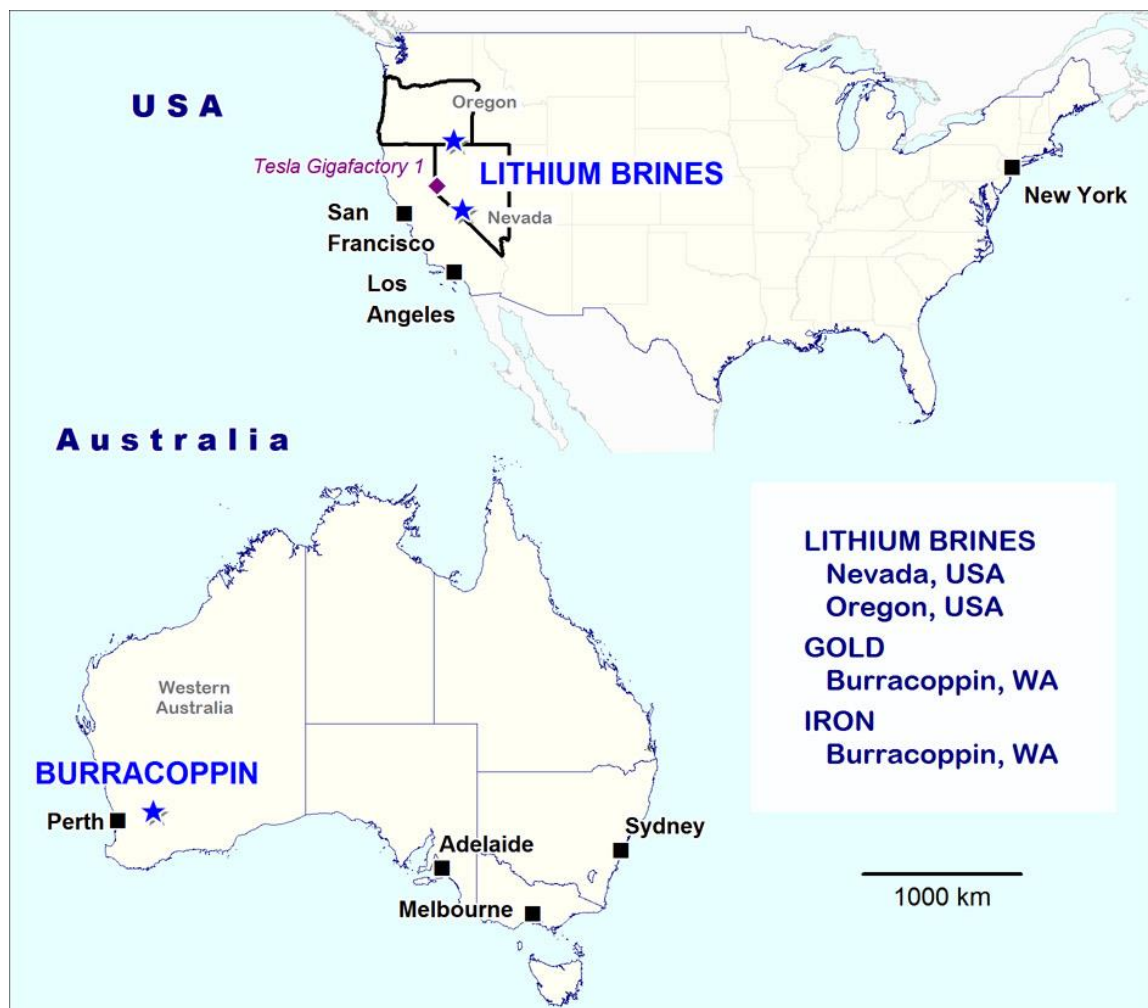 USA
Oregon
Tesla Gigafactory 1
LITHIUM BRINES
New York
San
Francisco
Nevada
Los
Angeles
Australia
LITHIUM BRINES
Nevada, USA
Oregon, USA
GOLD
Burracoppin, WA
IRON
Burracoppin, WA
Western
Australia
BURRACOPPIN
Perth
Adelaide
Sydney
Melbourne
1000 km